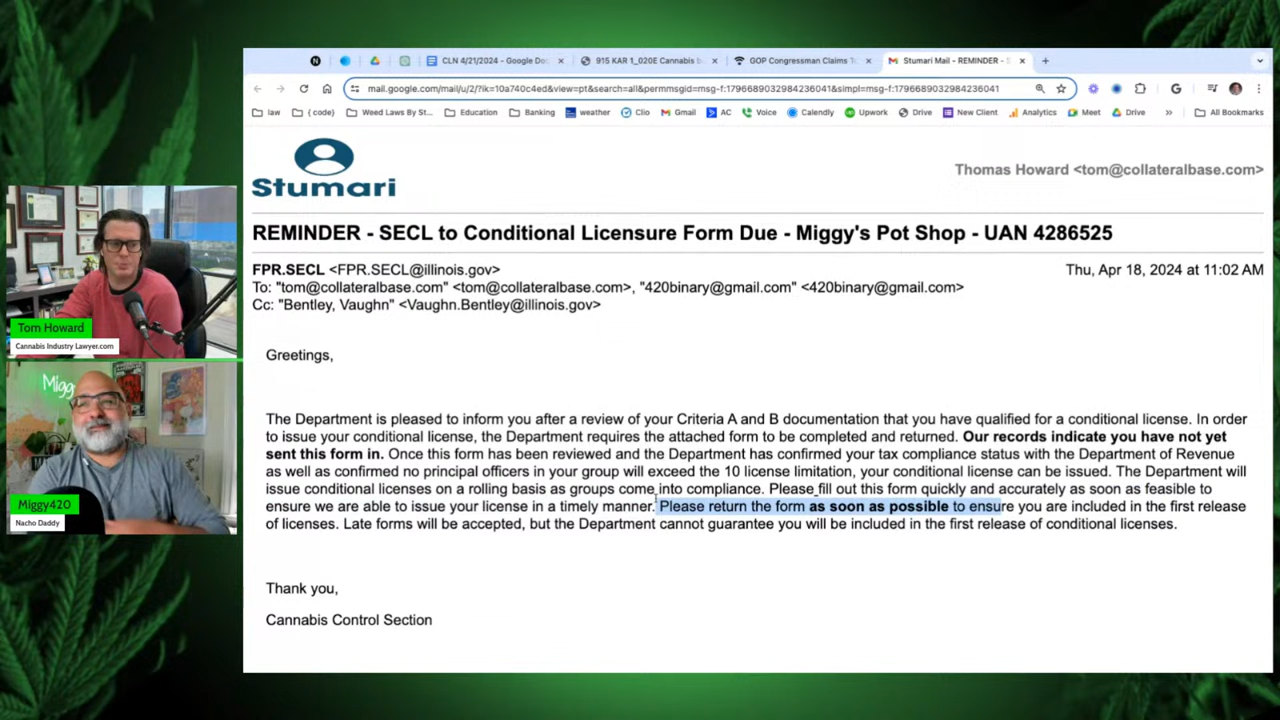 CLN 4/21/2024 - Google Do
915 KAR 1_020E Cannabis b
GOP Congressman Claims T
Stumari Mail - REMINDER - S
mail.google.com/mail/u/2/?ik=10a740c4ed&view=pt&search=all&permmsgid=msg-f:1796689032984236041&simpl=msg-f:1796689032984236041
law
{ code}
Weed Laws By St...
Education
Banking
weather
Clio
Gmail
AC
Voice
Calendly
Upwork
Drive
New Client
Analytics
Meet
Drive
»
All Bookmarks
Stumari
Thomas Howard <tom@collateralbase.com>
REMINDER - SECL to Conditional Licensure Form Due - Miggy's Pot Shop - UAN 4286525
FPR.SECL <FPR.SECL@illinois.gov>
Thu, Apr 18, 2024 at 11:02 AM
To: "tom@collateralbase.com" <tom@collateralbase.com>, "420binary@gmail.com" <420binary@gmail.com>
Cc: "Bentley, Vaughn" <Vaughn.Bentley@illinois.gov>
Greetings,
The Department is pleased to inform you after a review of your Criteria A and B documentation that you have qualified for a conditional license. In order
to issue your conditional license, the Department requires the attached form to be completed and returned. Our records indicate you have not yet
sent this form in. Once this form has been reviewed and the Department has confirmed your tax compliance status with the Department of Revenue
as well as confirmed no principal officers in your group will exceed the 10 license limitation, your conditional license can be issued. The Department will
issue conditional licenses on a rolling basis as groups come into compliance. Please fill out this form quickly and accurately as soon as feasible to
ensure we are able to issue your license in a timely manner. Please return the form as soon as possible to ensure you are included in the first release
of licenses. Late forms will be accepted, but the Department cannot guarantee you will be included in the first release of conditional licenses.
Thank you,
Cannabis Control Section
Tom Howard
Cannabis Industry Lawyer.com
Migg
Miggy420
Nacho Daddy